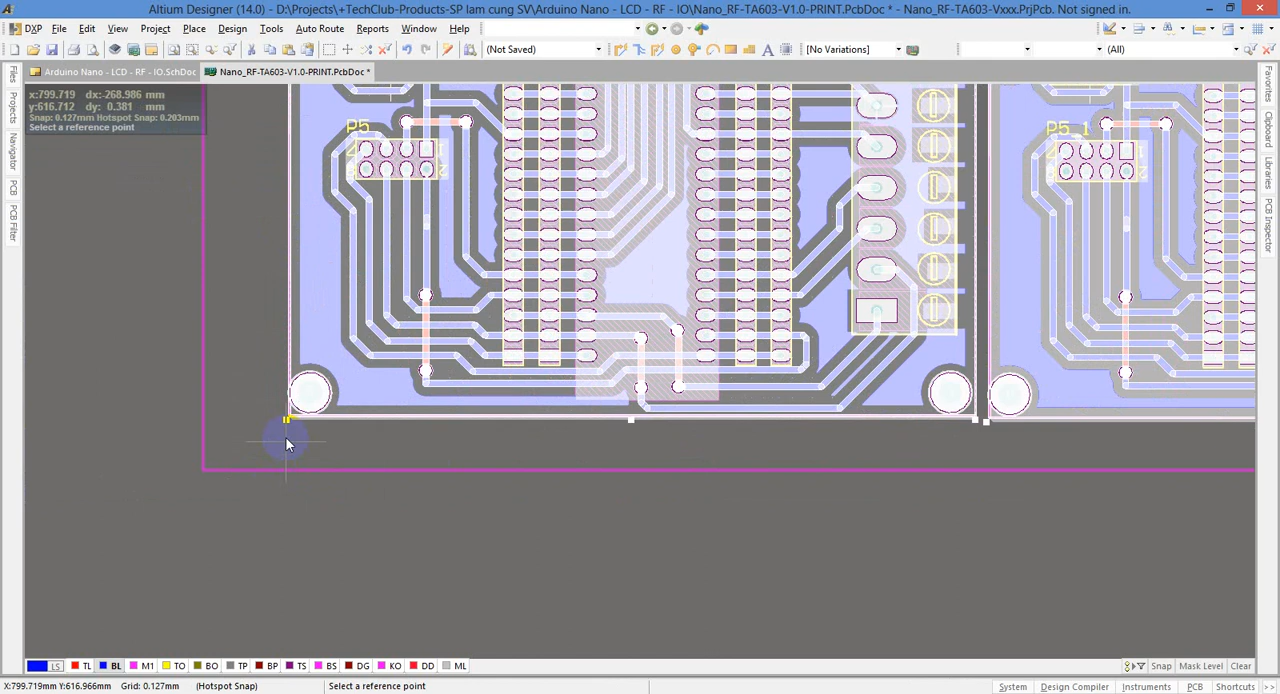 Altium Designer (14.0) - D:\Projects\+TechClub-Products-SP lam cung SV\Arduino Nano - LCD - RF - IO\Nano_RF-TA603-V1.0-PRINT.PcbDoc * - Nano_RF-TA603-Vxxx.PrjPcb. Not signed in.
DXP File Edit View Project Place Design Tools Auto Route Reports Window Help
(Not Saved) [No Variations] (All)
Arduino Nano - LCD - RF - IO.SchDoc Nano_RF-TA603-V1.0-PRINT.PcbDoc *
x:799.719 dx:-268.986 mm
y:616.712 dy: 0.381 mm
Snap: 0.127mm Hotspot Snap: 0.203mm
Select a reference point
Files
Projects
Navigator
PCB
PCB Filter
P5
P5_1
Favorites
Clipboard
Libraries
PCB Inspector
LS TL BL M1 TO BO TP BP TS BS DG KO DD ML Snap Mask Level Clear
X:799.719mm Y:616.966mm Grid: 0.127mm (Hotspot Snap) Select a reference point System Design Compiler Instruments PCB Shortcuts >>